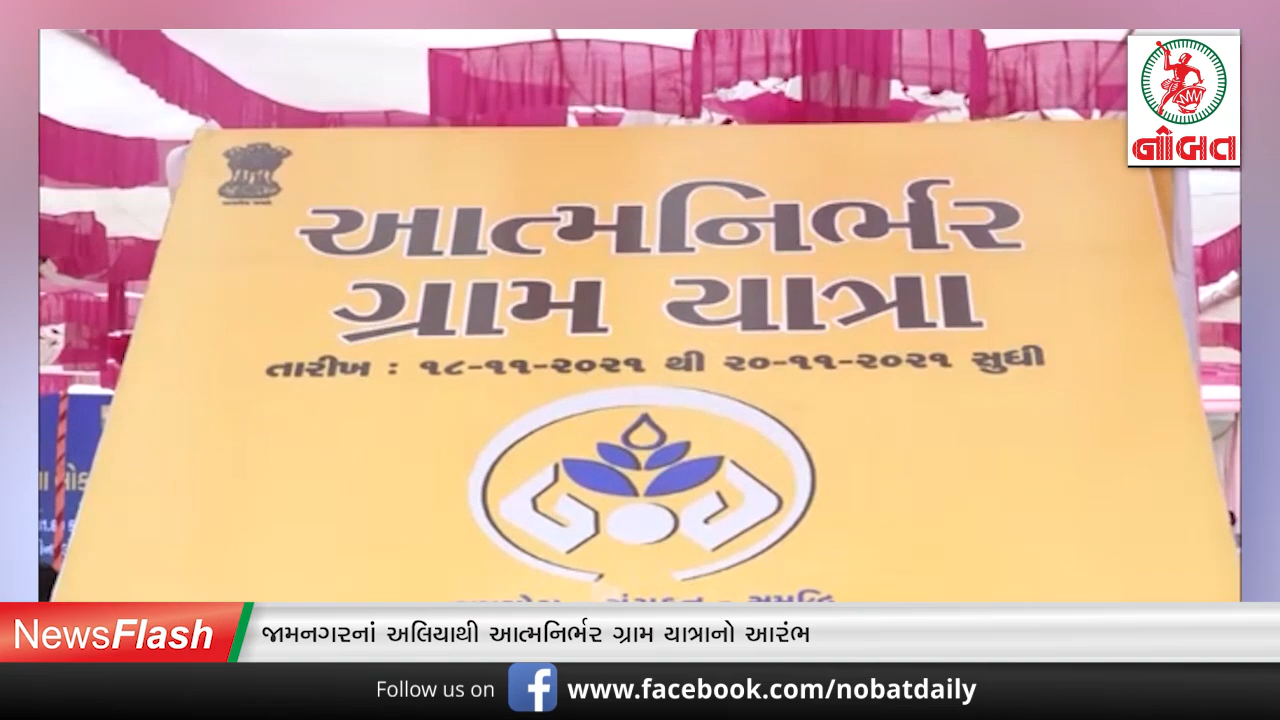 નોબત
આત્મનિર્ભર
ગ્રામ યાત્રા
તારીખ : ૧૮-૧૧-૨૦૨૧ થી ૨૦-૧૧-૨૦૨૧ સુધી
NewsFlash
જામનગરનાં અલિયાથી આત્મનિર્ભર ગ્રામ યાત્રાનો આરંભ
Follow us on f www.facebook.com/nobatdaily